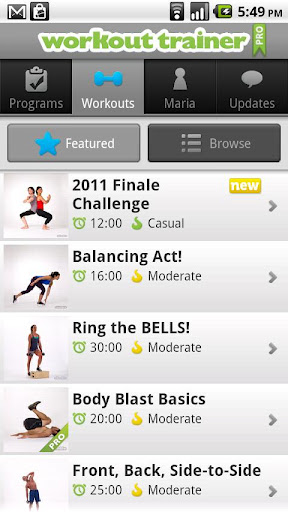 5:49 PM
workout trainer PRO
Programs Workouts Maria Updates
Featured Browse
2011 Finale new
Challenge
12:00 Casual
Balancing Act!
16:00 Moderate
Ring the BELLS!
30:00 Moderate
Body Blast Basics
20:00 Moderate
PRO
Front, Back, Side-to-Side
25:00 Moderate